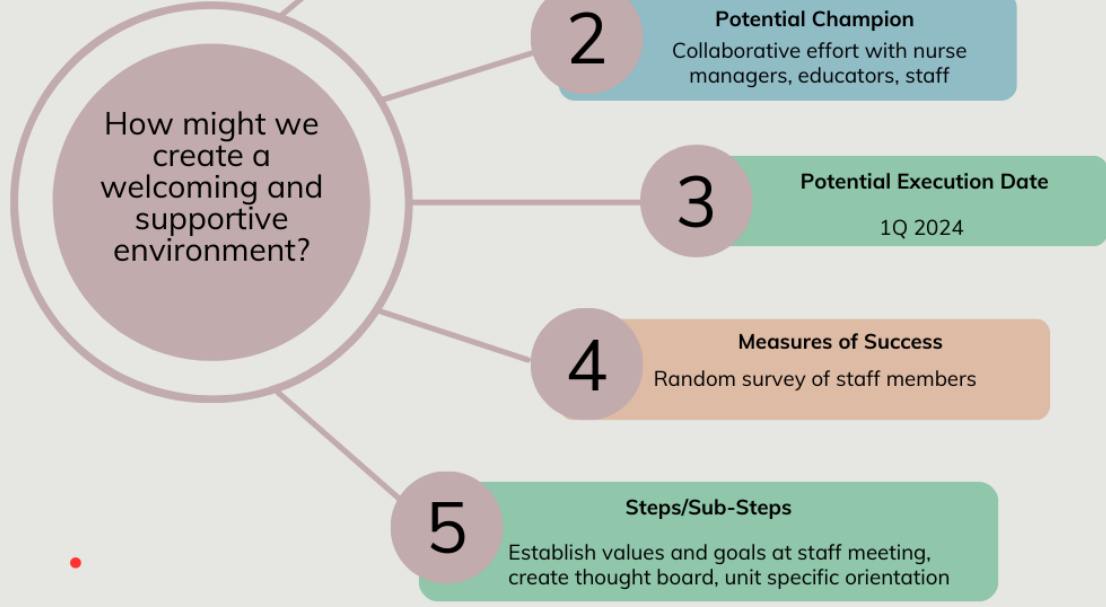 How might we
create a
welcoming and
supportive
environment?
2
Potential Champion
Collaborative effort with nurse
managers, educators, staff
3
Potential Execution Date
1Q 2024
4
Measures of Success
Random survey of staff members
5
Steps/Sub-Steps
Establish values and goals at staff meeting,
create thought board, unit specific orientation